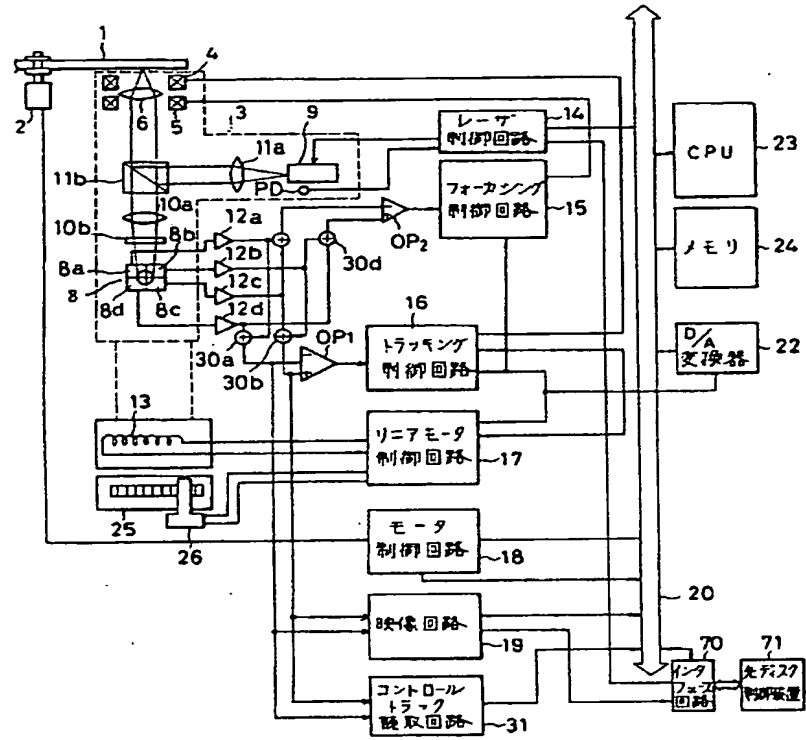 1
4
2
6
5
3
9
11a
レーザ
制御回路
14
CPU
23
11b
PD
フォーカシング
制御回路
15
10a
12a
OP2
メモリ
24
10b
8b
8a
12b
30d
8
12c
8d
8c
12d
16
OP1
トラッキング
制御回路
D/A
変換器
22
30a
30b
13
リニアモータ
制御回路
17
25
26
モータ
制御回路
18
20
映像回路
19
70
71
インタ
フェース
回路
光ディスク
制御装置
コントロール
トラック
読取回路
31